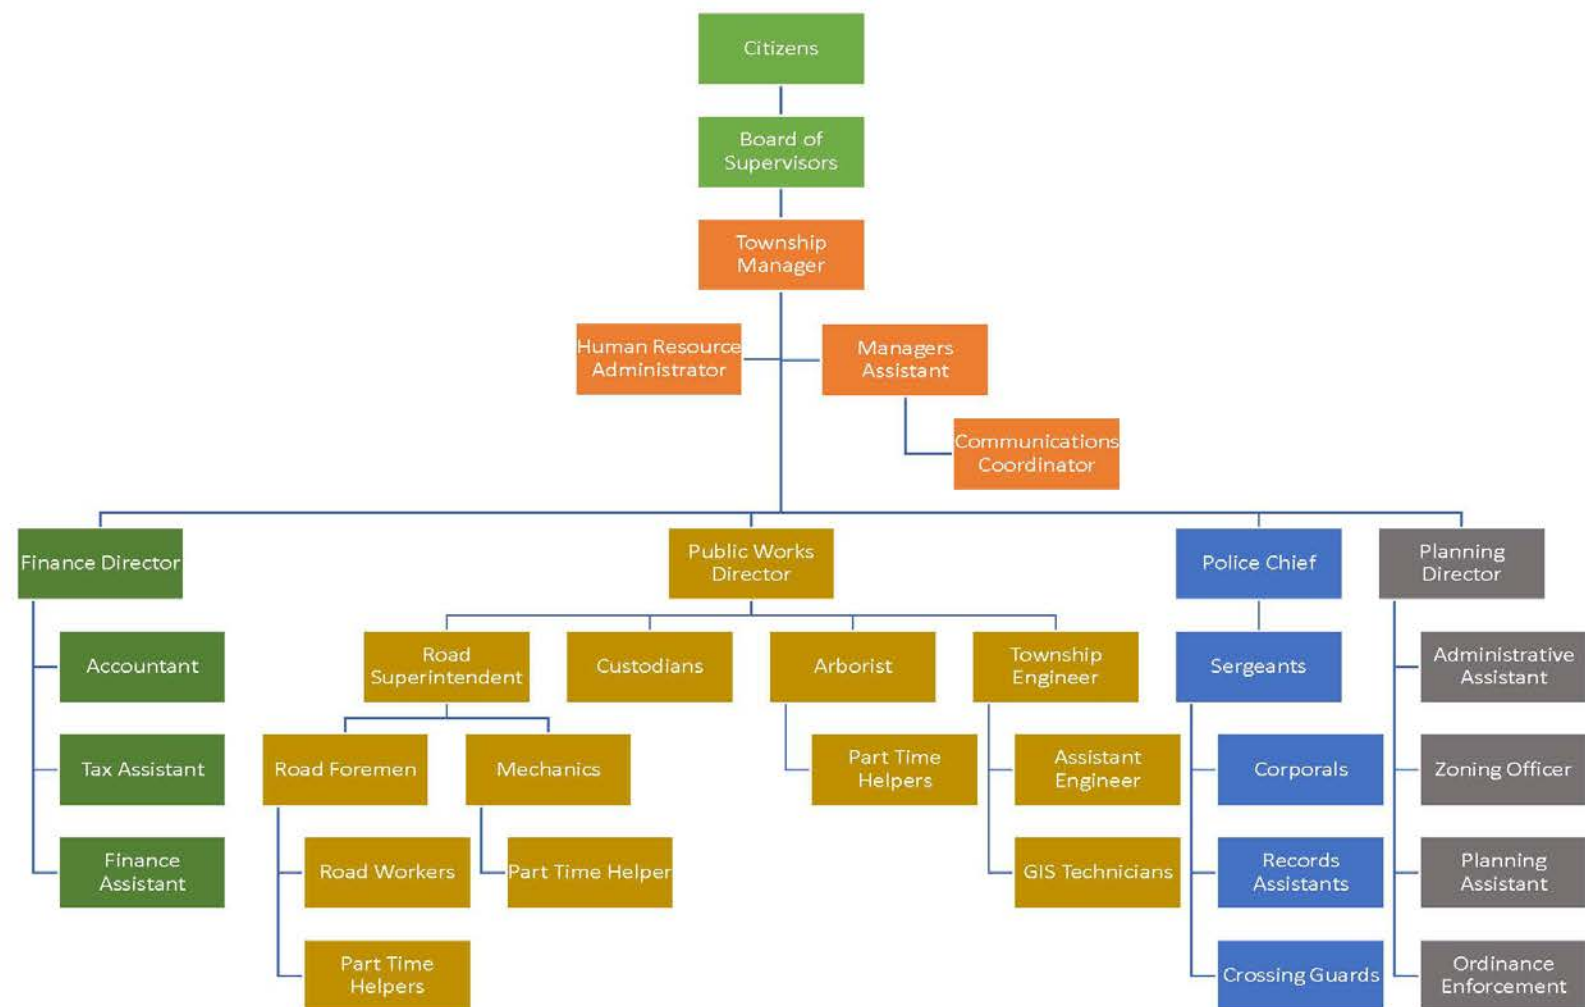 Citizens
Board of
Supervisors
Township
Manager
Human Resource
Administrator
Managers
Assistant
Communications
Coordinator
Finance Director
Public Works
Director
Police Chief
Planning
Director
Accountant
Road
Superintendent
Custodians
Arborist
Township
Engineer
Sergeants
Administrative
Assistant
Tax Assistant
Road Foremen
Mechanics
Part Time
Helpers
Assistant
Engineer
Corporals
Zoning Officer
Finance
Assistant
Road Workers
Part Time Helper
GIS Technicians
Records
Assistants
Planning
Assistant
Part Time
Helpers
Crossing Guards
Ordinance
Enforcement